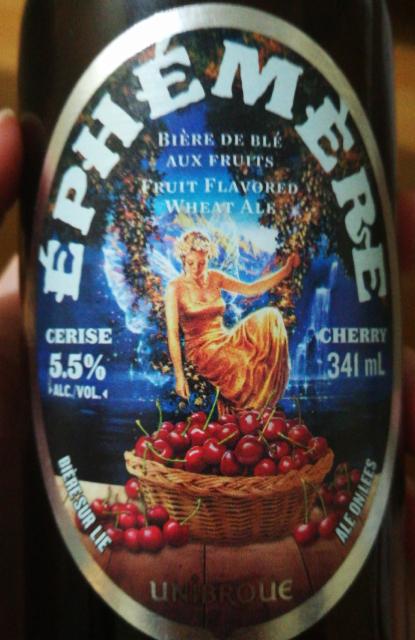 ÉPHÉMÈRE
BIÈRE DE BLÉ
AUX FRUITS
FRUIT FLAVORED
WHEAT ALE
CERISE
5.5%
ALC./VOL.
CHERRY
341 mL
BIÈRE SUR LIE
ALE ON LEES
UNIBROUE